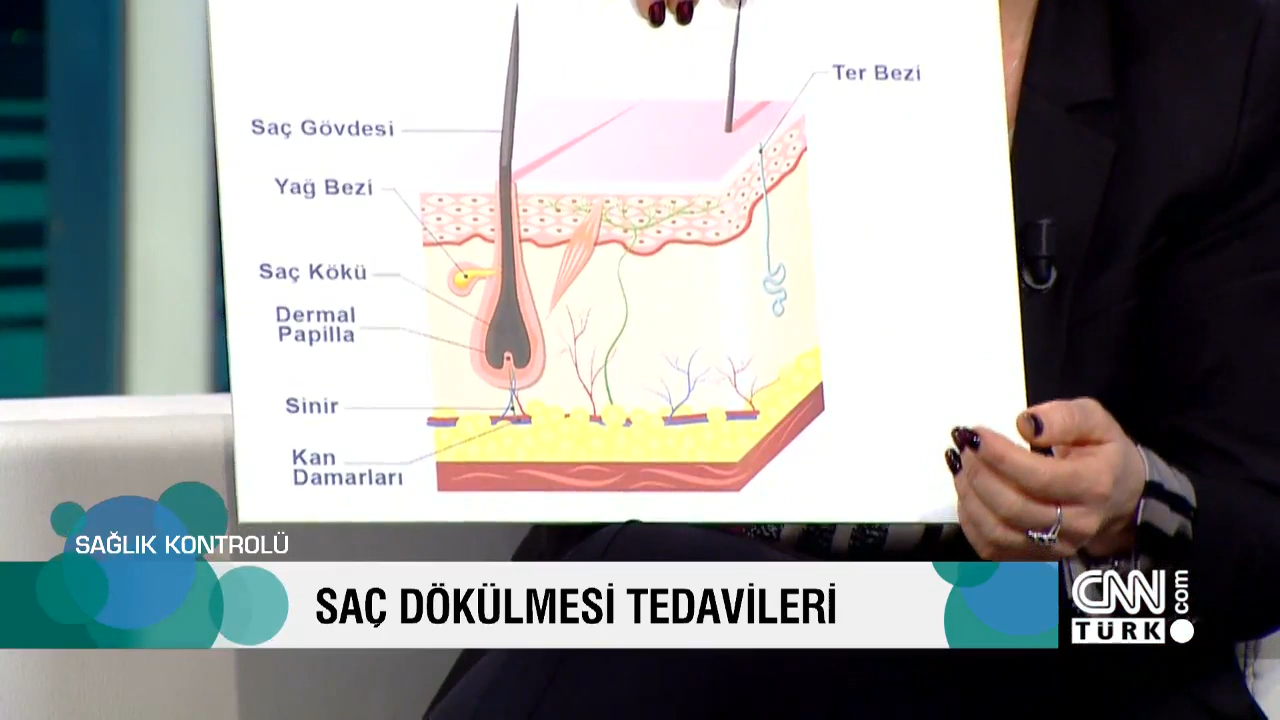 Ter Bezi
Saç Gövdesi
Yağ Bezi
Saç Kökü
Dermal
Papilla
Sinir
Kan
Damarları
SAĞLIK KONTROLÜ
SAÇ DÖKÜLMESİ TEDAVİLERİ
CNN
TÜRK
.com